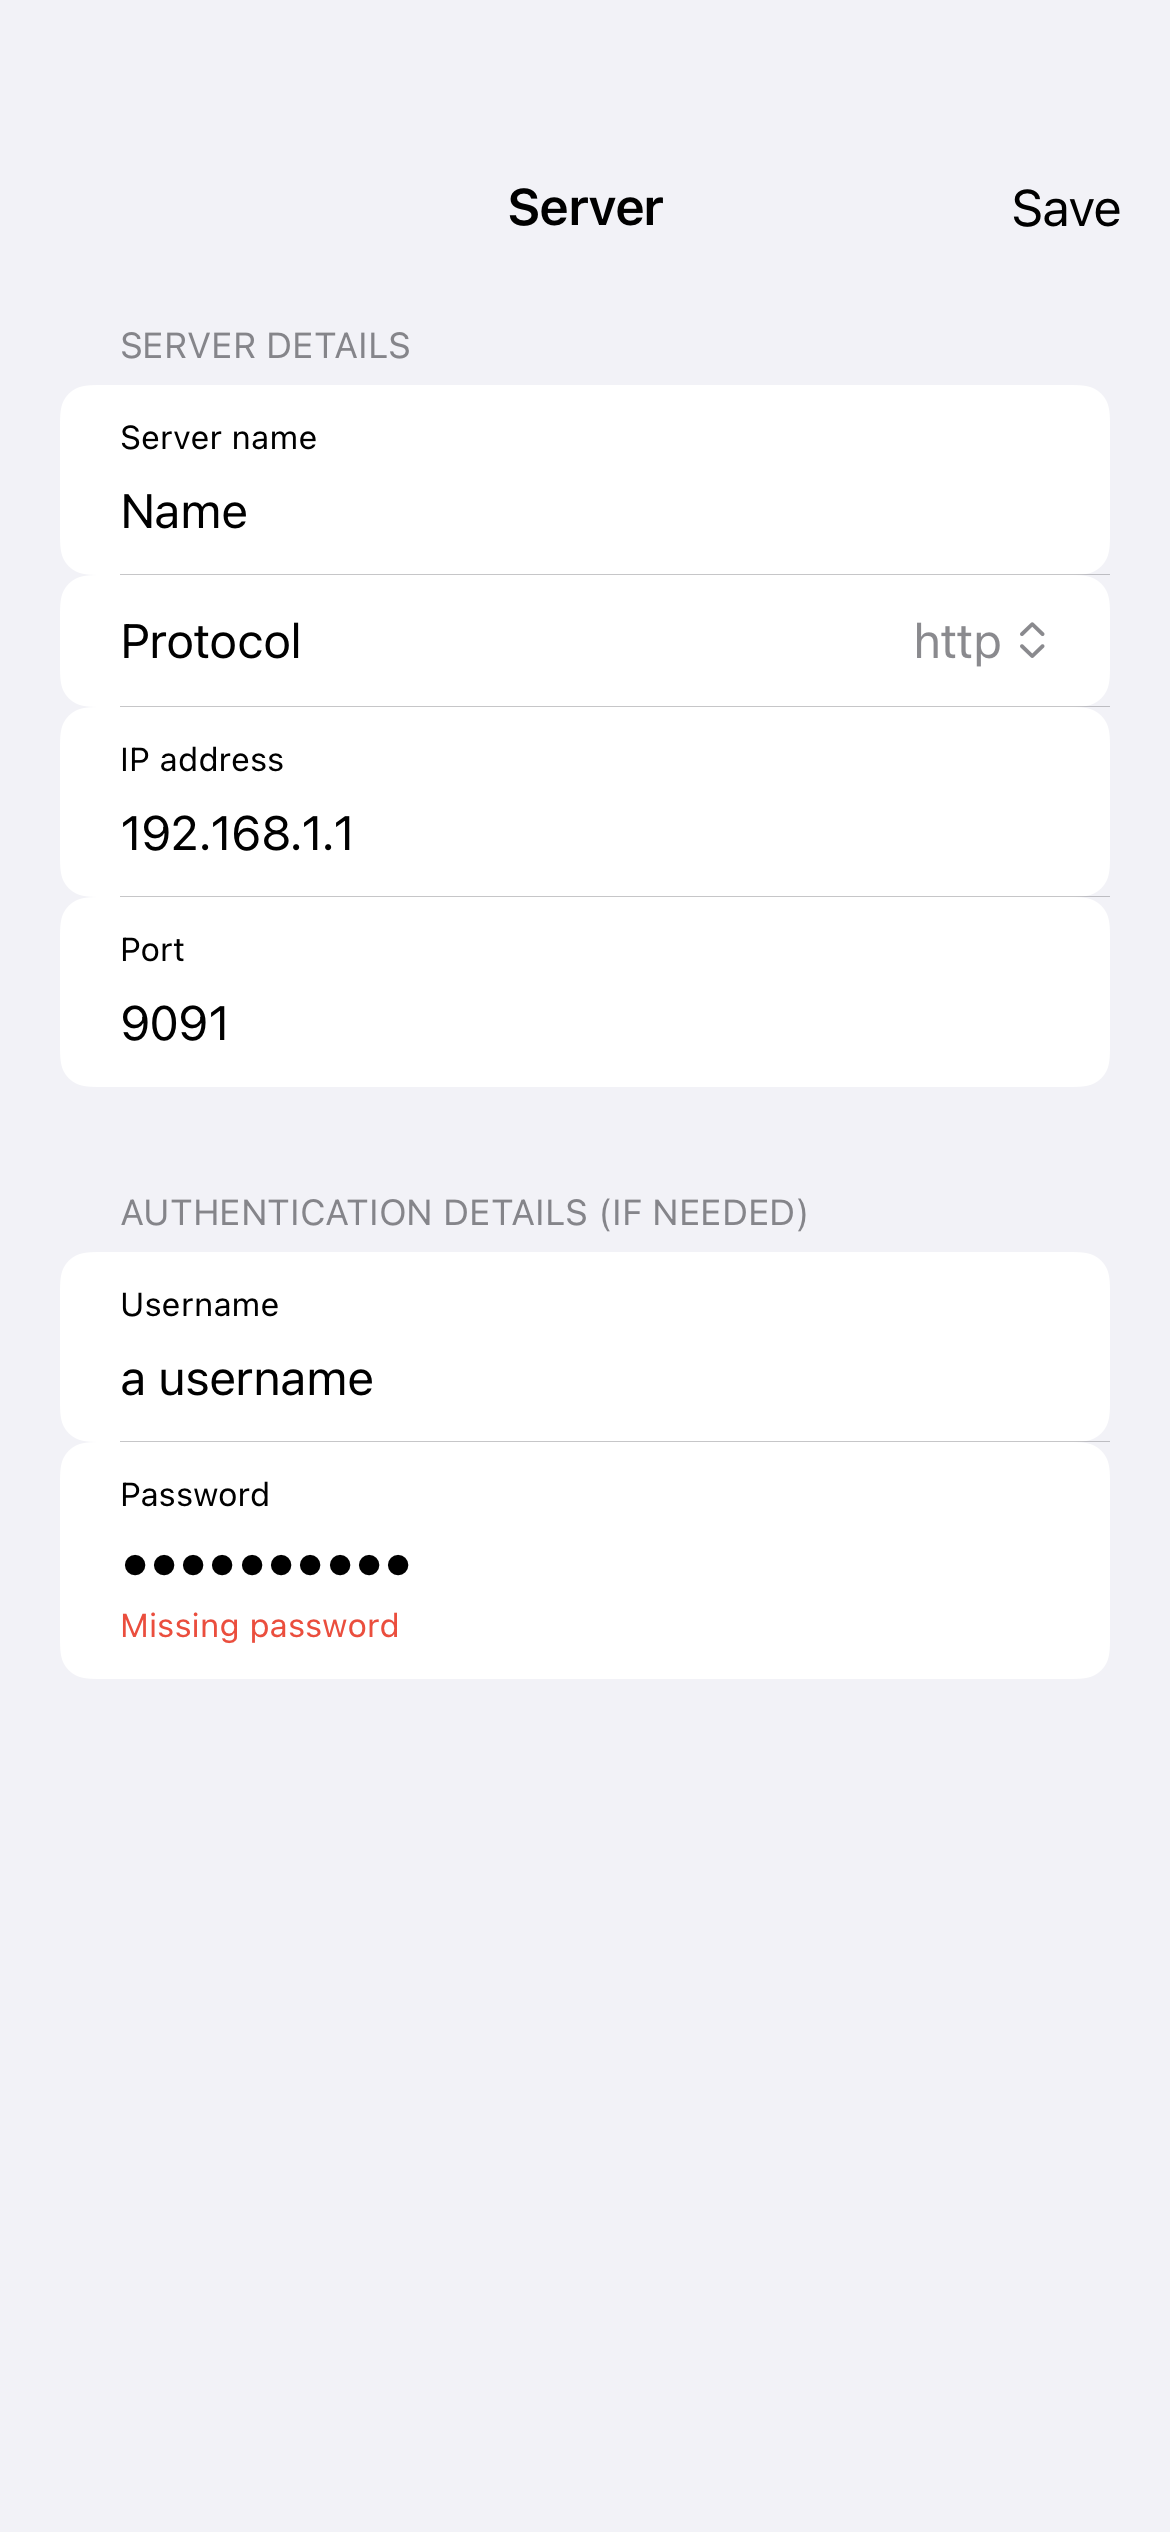 Server
Save
SERVER DETAILS
Server name
Name
Protocol
http
IP address
192.168.1.1
Port
9091
AUTHENTICATION DETAILS (IF NEEDED)
Username
a username
Password
●●●●●●●●●●
Missing password